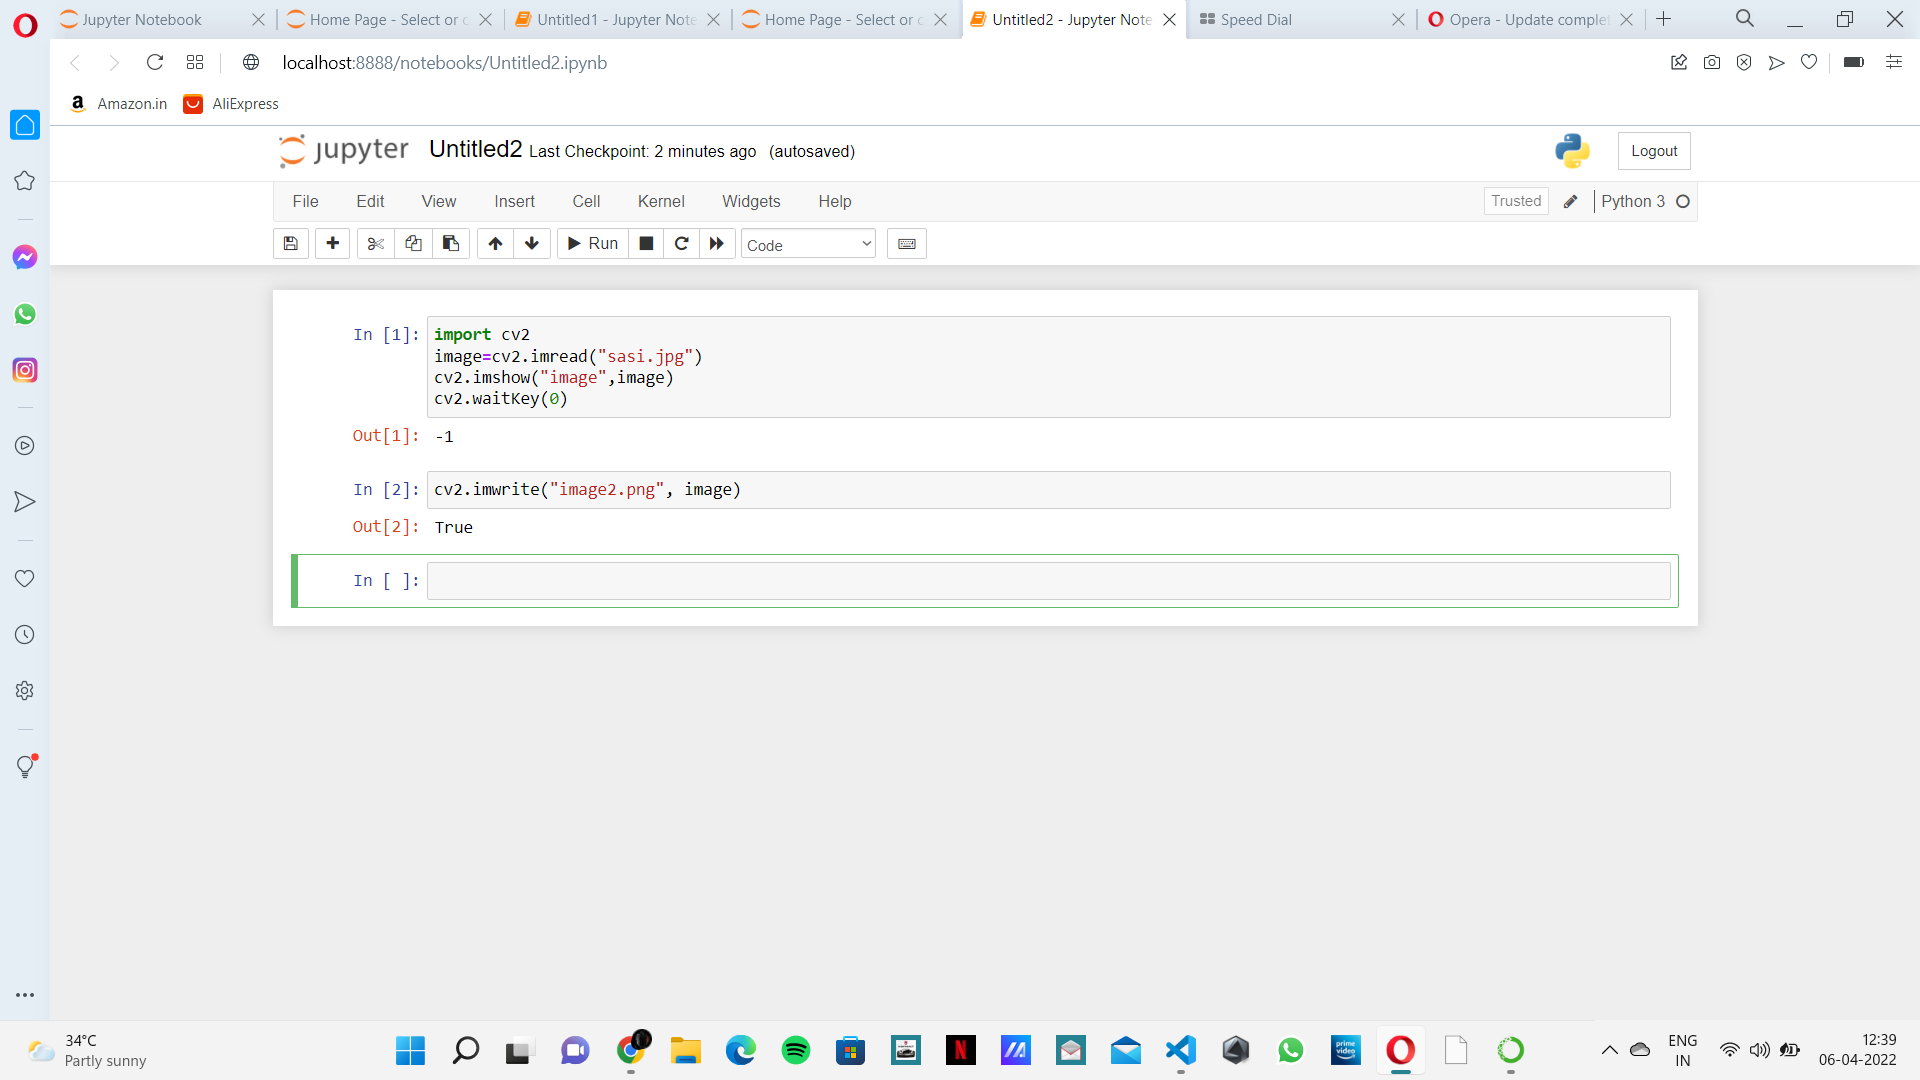 Jupyter Notebook
Home Page - Select or c
Untitled1 - Jupyter Note
Home Page - Select or c
Untitled2 - Jupyter Note
Speed Dial
Opera - Update complet
localhost:8888/notebooks/Untitled2.ipynb
Amazon.in
AliExpress
jupyter Untitled2 Last Checkpoint: 2 minutes ago (autosaved)
Logout
File Edit View Insert Cell Kernel Widgets Help
Trusted
Python 3
Run
Code
In [1]: import cv2
image=cv2.imread("sasi.jpg")
cv2.imshow("image",image)
cv2.waitKey(0)
Out[1]: -1
In [2]: cv2.imwrite("image2.png", image)
Out[2]: True
In [ ]:
34°C
Partly sunny
prime video
ENG
IN
12:39
06-04-2022